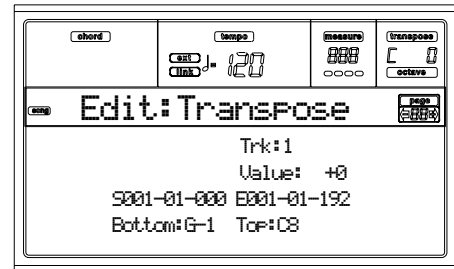 chord tempo measure transpose
ext ♩= 120 888 C 0
link octave
song Edit:Transpose page
Trk:1
Value: +0
S001-01-000 E001-01-192
Bottom:G-1 Top:C8